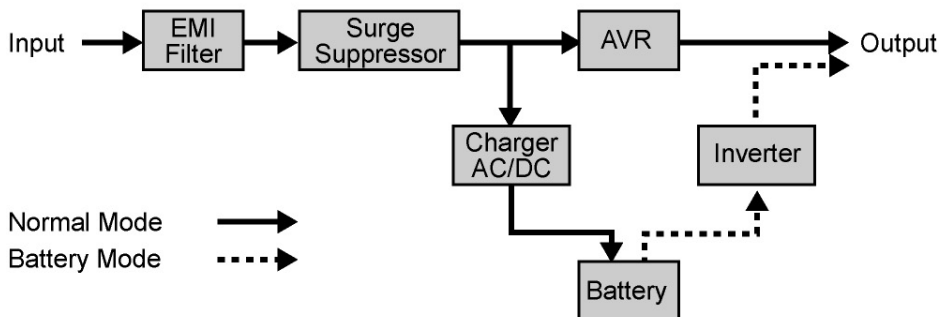 Input
EMI
Filter
Surge
Suppressor
AVR
Output
Charger
AC/DC
Inverter
Normal Mode
Battery Mode
Battery